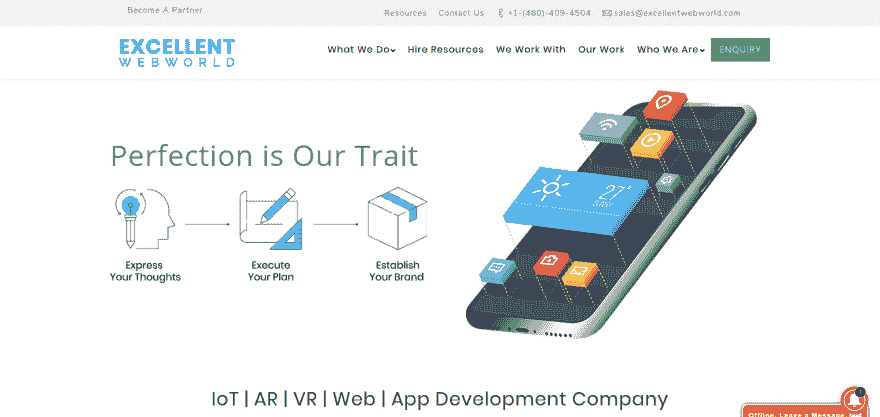 Become A Partner
Resources Contact Us +1-(480)-409-4504 sales@excellentwebworld.com
EXCELLENT
WEBWORLD
What We Do Hire Resources We Work With Our Work Who We Are ENQUIRY
Perfection is Our Trait
Express
Your Thoughts
Execute
Your Plan
Establish
Your Brand
27°
IoT | AR | VR | Web | App Development Company
Offline, Leave a Message